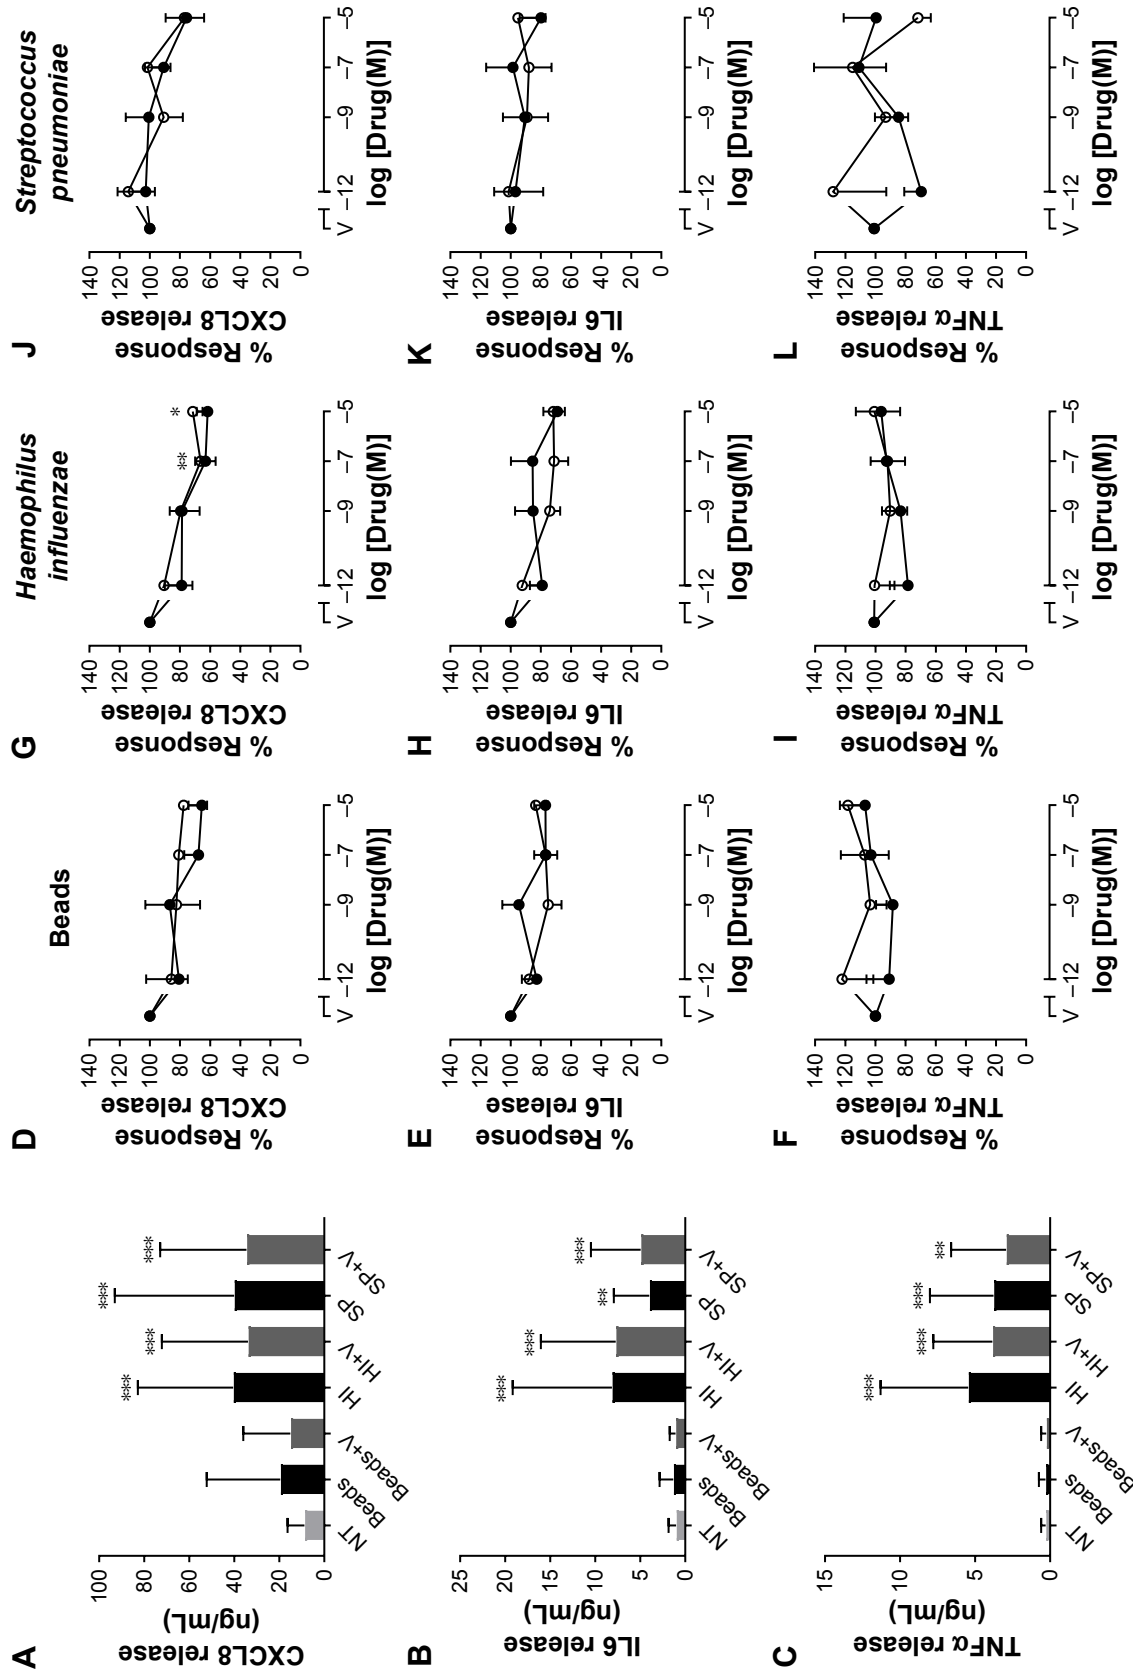 A
CXCL8 release
(ng/mL)
100
80
60
40
20
0
*** *** *** ***
NT Beads Beads+V HI HI+V SP SP+V
Beads
D
% Response
CXCL8 release
140
120
100
80
60
40
20
0
V −12 −9 −7 −5
log [Drug(M)]
Haemophilus
influenzae
G
% Response
CXCL8 release
140
120
100
80
60
40
20
0
** *
V −12 −9 −7 −5
log [Drug(M)]
Streptococcus
pneumoniae
J
% Response
CXCL8 release
140
120
100
80
60
40
20
0
V −12 −9 −7 −5
log [Drug(M)]
B
IL6 release
(ng/mL)
25
20
15
10
5
0
*** *** ** ***
NT Beads Beads+V HI HI+V SP SP+V
E
% Response
IL6 release
140
120
100
80
60
40
20
0
V −12 −9 −7 −5
log [Drug(M)]
H
% Response
IL6 release
140
120
100
80
60
40
20
0
V −12 −9 −7 −5
log [Drug(M)]
K
% Response
IL6 release
140
120
100
80
60
40
20
0
V −12 −9 −7 −5
log [Drug(M)]
C
TNFα release
(ng/mL)
15
10
5
0
*** *** *** **
NT Beads Beads+V HI HI+V SP SP+V
F
% Response
TNFα release
140
120
100
80
60
40
20
0
V −12 −9 −7 −5
log [Drug(M)]
I
% Response
TNFα release
140
120
100
80
60
40
20
0
V −12 −9 −7 −5
log [Drug(M)]
L
% Response
TNFα release
140
120
100
80
60
40
20
0
V −12 −9 −7 −5
log [Drug(M)]